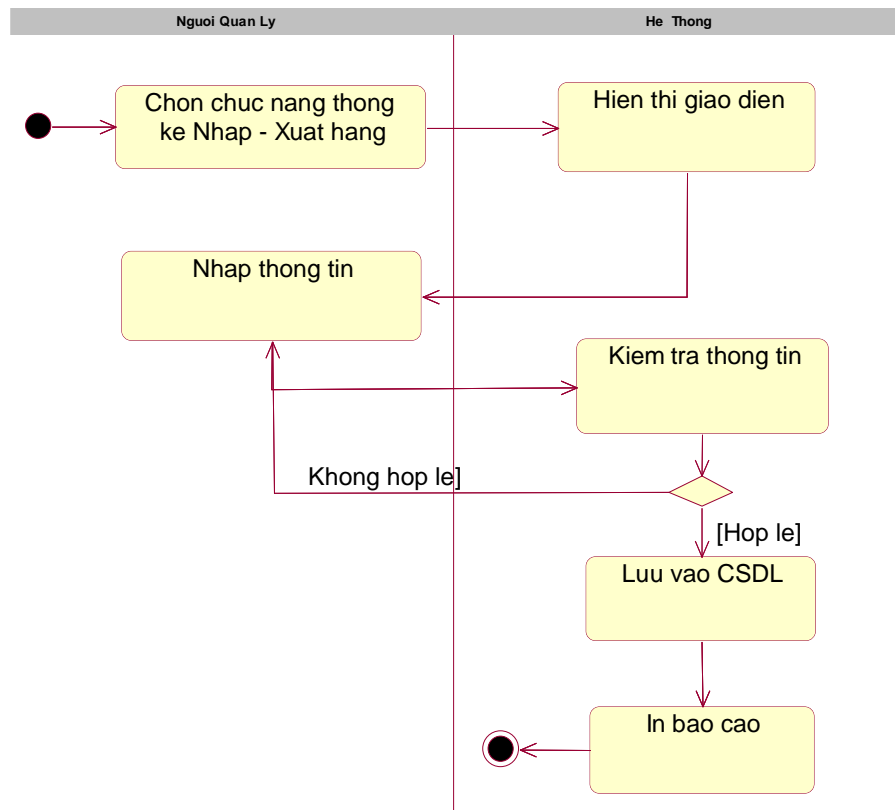 Nguoi Quan Ly
He Thong
Chon chuc nang thong
ke Nhap - Xuat hang
Hien thi giao dien
Nhap thong tin
Kiem tra thong tin
Khong hop le]
[Hop le]
Luu vao CSDL
In bao cao